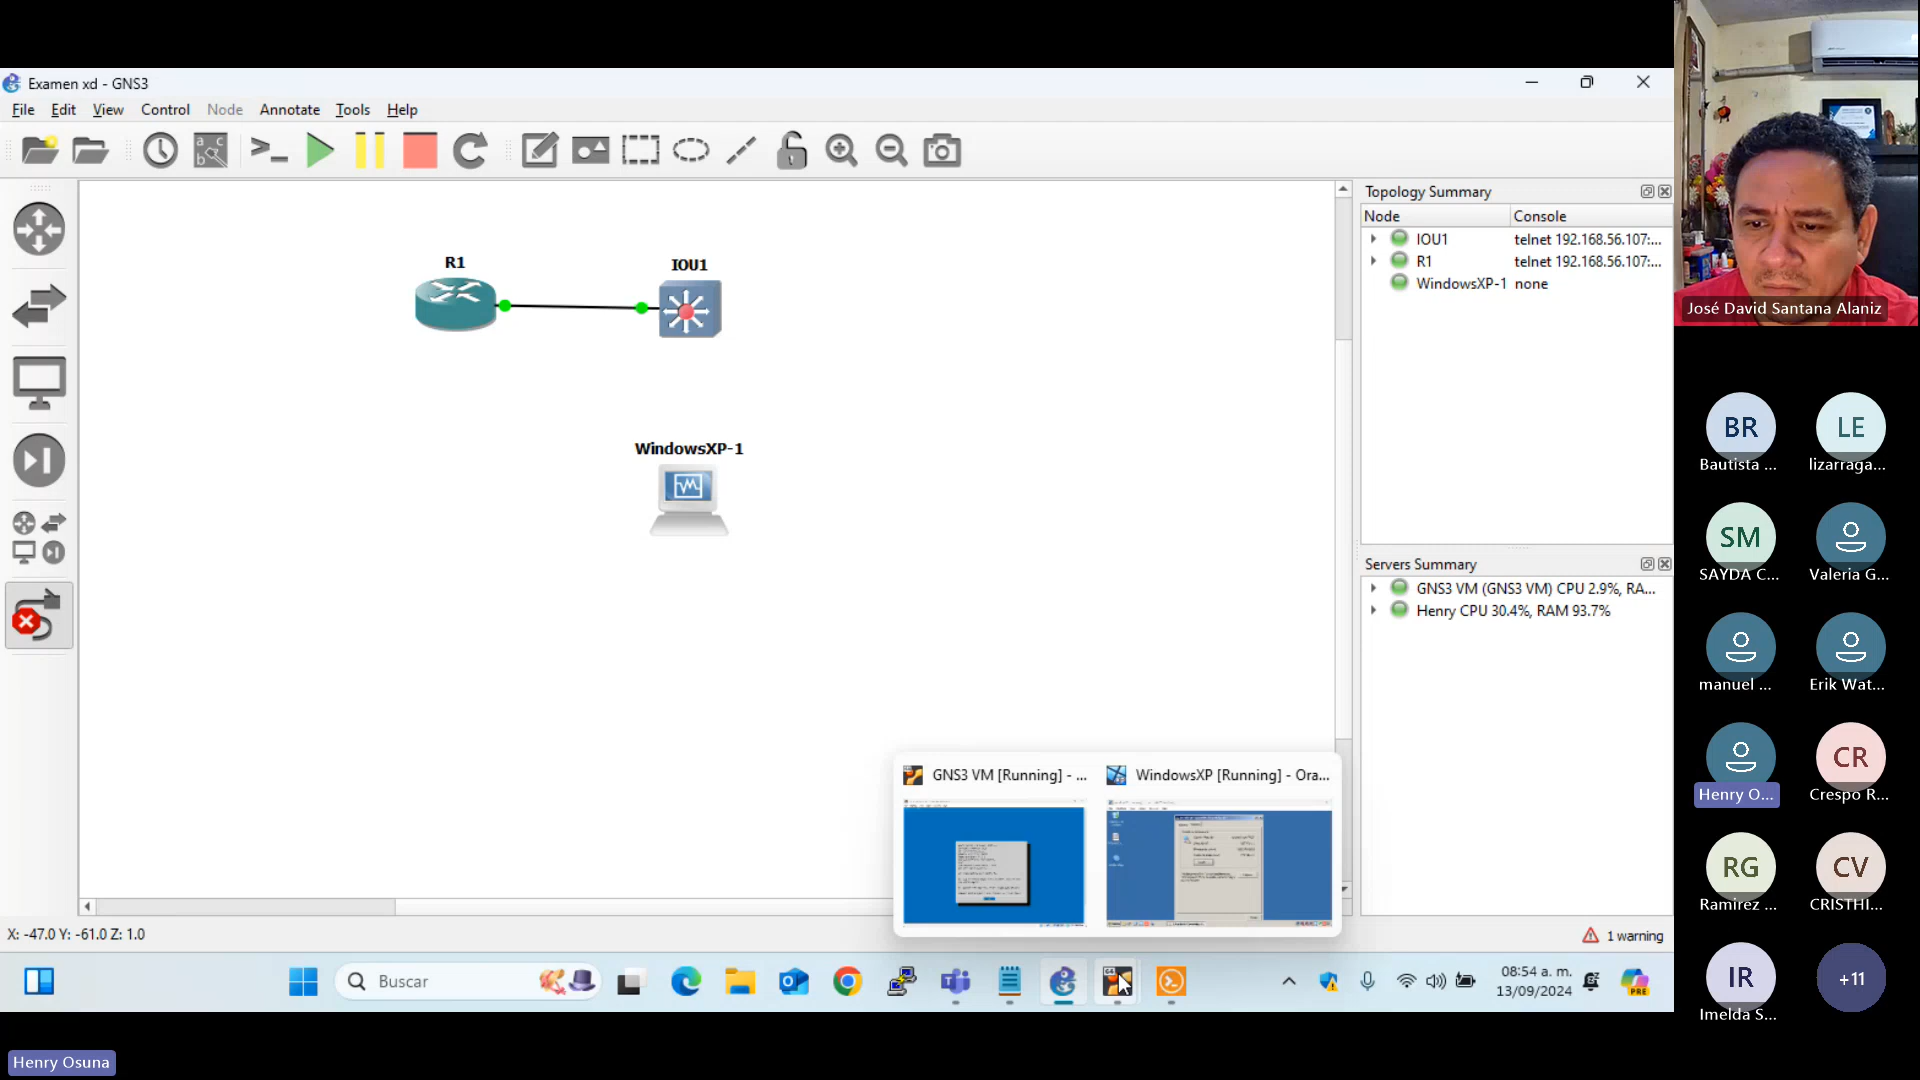 Examen xd - GNS3
File Edit View Control Node Annotate Tools Help
R1
IOU1
WindowsXP-1
Topology Summary
Node Console
IOU1 telnet 192.168.56.107:...
R1 telnet 192.168.56.107:...
WindowsXP-1 none
Servers Summary
GNS3 VM (GNS3 VM) CPU 2.9%, RA...
Henry CPU 30.4%, RAM 93.7%
GNS3 VM [Running] - ...
WindowsXP [Running] - Ora...
X: -47.0 Y: -61.0 Z: 1.0
1 warning
Buscar
08:54 a. m.
13/09/2024
PRE
Henry Osuna
José David Santana Alaniz
BR
Bautista ...
LE
lizarraga...
SM
SAYDA C...
Valeria G...
manuel ...
Erik Wat...
Henry O...
CR
Crespo R...
RG
Ramirez ...
CV
CRISTHI...
IR
Imelda S...
+11